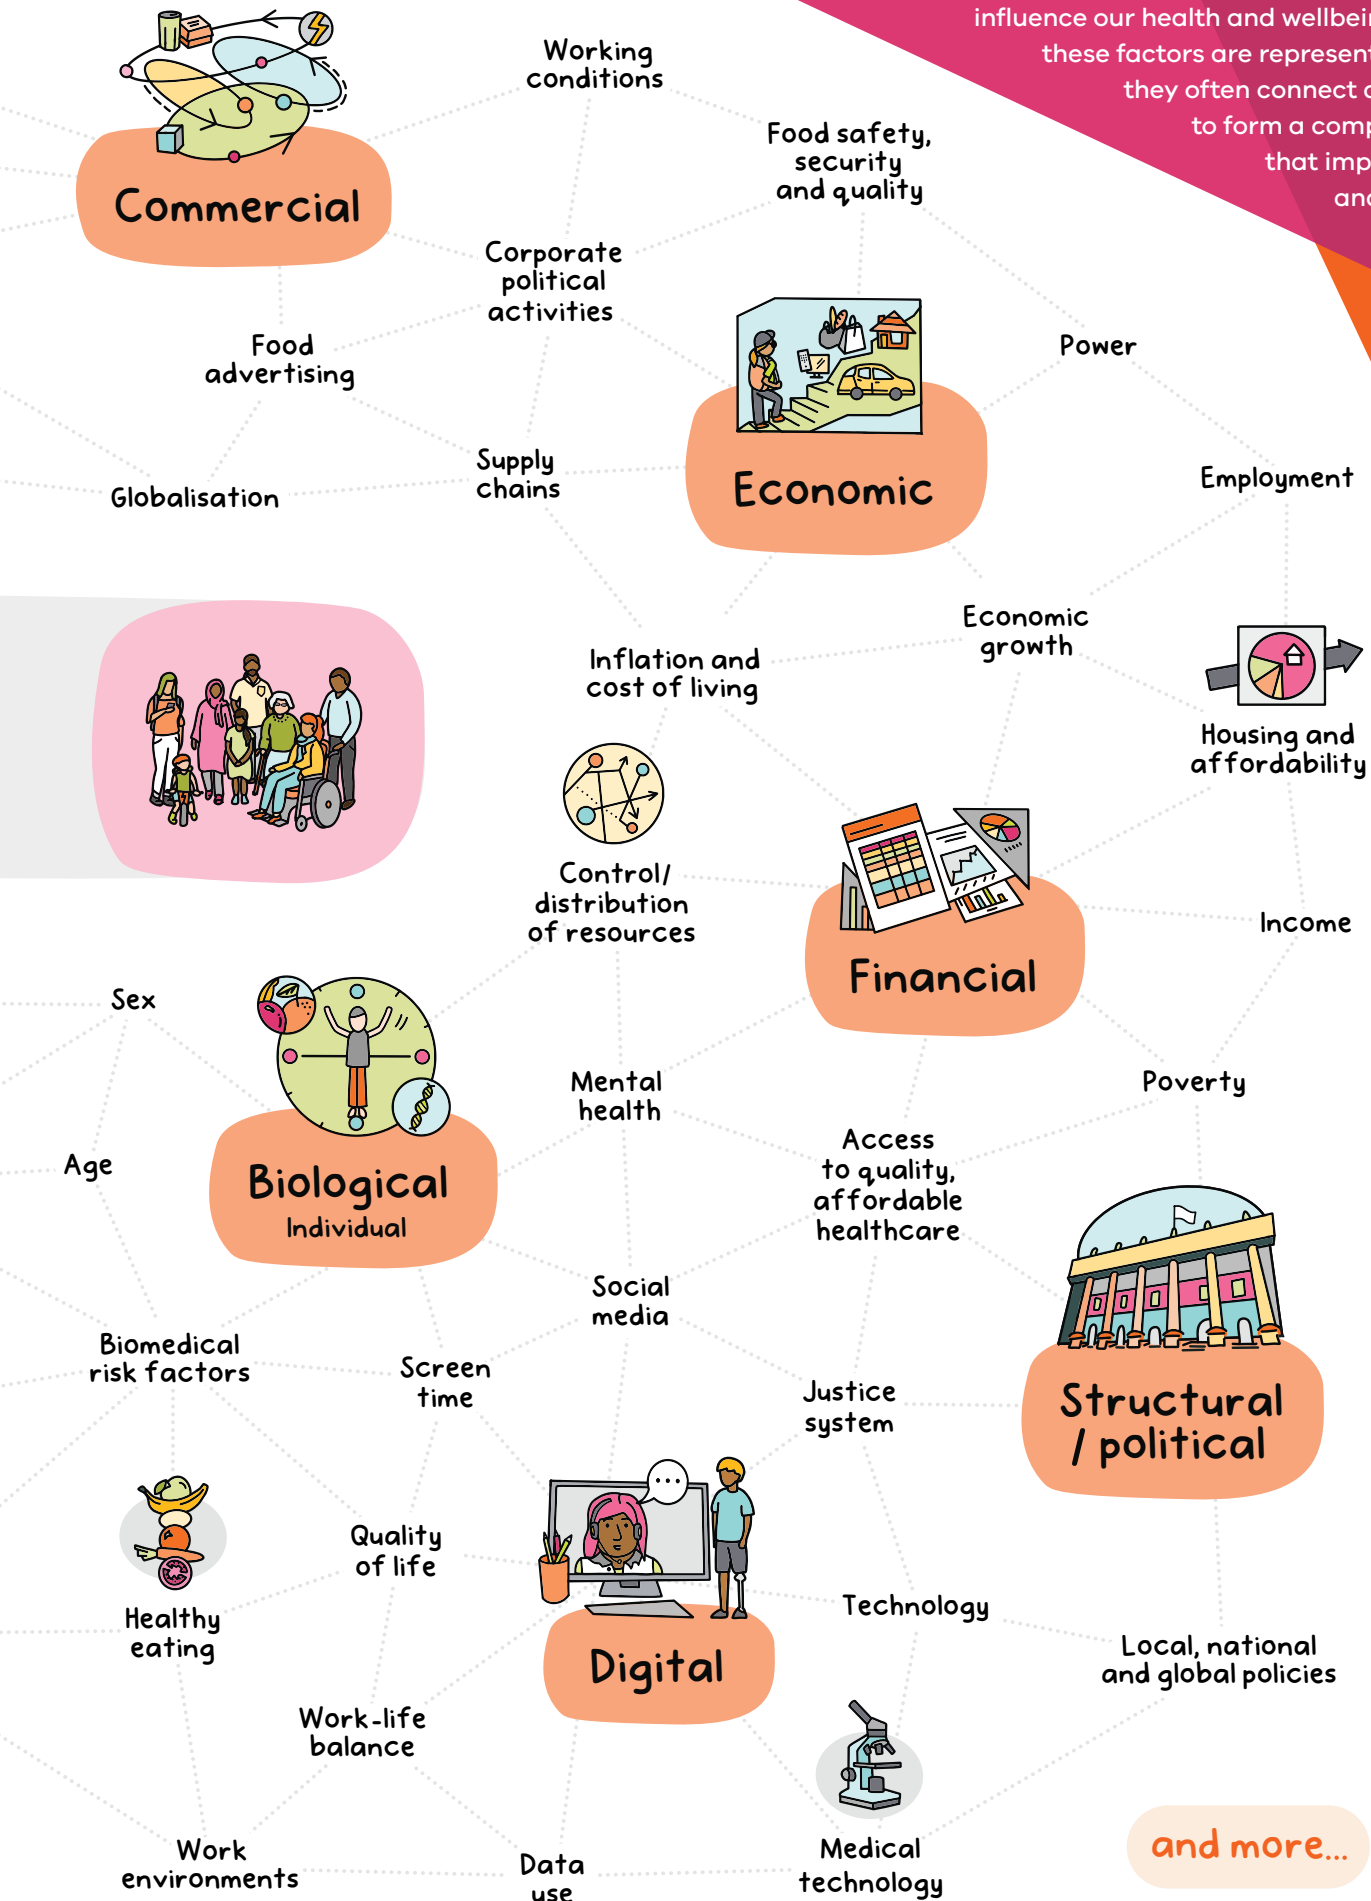 influence our health and wellbein
these factors are represent
they often connect
to form a comp
that imp
and
Working
conditions
Food safety,
security
and quality
Commercial
Corporate
political
activities
Food
advertising
Power
Supply
chains
Globalisation
Economic
Employment
Economic
growth
Inflation and
cost of living
Housing and
affordability
Control/
distribution
of resources
Income
Financial
Sex
Mental
health
Poverty
Access
to quality,
affordable
healthcare
Age
Biological
Individual
Social
media
Biomedical
risk factors
Screen
time
Justice
system
Structural
/ political
Quality
of life
Healthy
eating
Technology
Local, national
and global policies
Digital
Work-life
balance
Work
environments
Data
use
Medical
technology
and more...